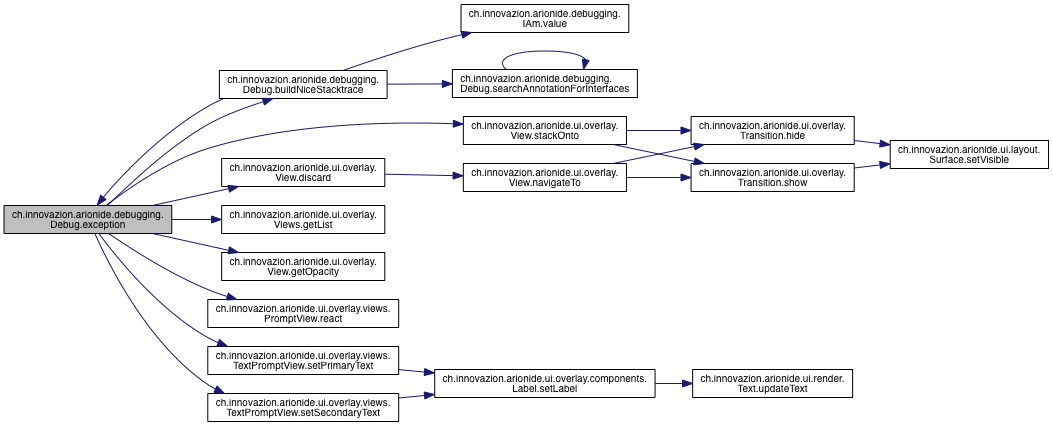 ch.innovazion.arionide.debugging.
IAm.value
ch.innovazion.arionide.debugging.
Debug.buildNiceStacktrace
ch.innovazion.arionide.debugging.
Debug.searchAnnotationForInterfaces
ch.innovazion.arionide.ui.overlay.
View.stackOnto
ch.innovazion.arionide.ui.overlay.
Transition.hide
ch.innovazion.arionide.ui.layout.
Surface.setVisible
ch.innovazion.arionide.ui.overlay.
View.discard
ch.innovazion.arionide.ui.overlay.
View.navigateTo
ch.innovazion.arionide.ui.overlay.
Transition.show
ch.innovazion.arionide.debugging.
Debug.exception
ch.innovazion.arionide.ui.overlay.
Views.getList
ch.innovazion.arionide.ui.overlay.
View.getOpacity
ch.innovazion.arionide.ui.overlay.views.
PromptView.react
ch.innovazion.arionide.ui.overlay.views.
TextPromptView.setPrimaryText
ch.innovazion.arionide.ui.overlay.components.
Label.setLabel
ch.innovazion.arionide.ui.render.
Text.updateText
ch.innovazion.arionide.ui.overlay.views.
TextPromptView.setSecondaryText